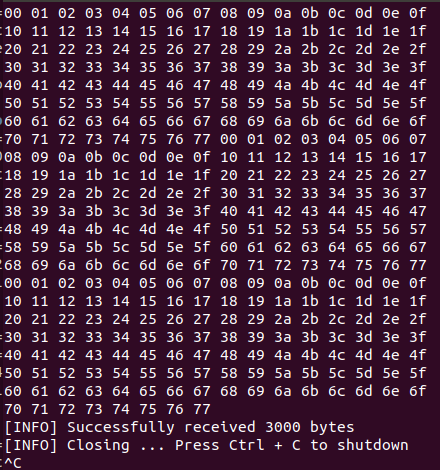 00 01 02 03 04 05 06 07 08 09 0a 0b 0c 0d 0e 0f
10 11 12 13 14 15 16 17 18 19 1a 1b 1c 1d 1e 1f
20 21 22 23 24 25 26 27 28 29 2a 2b 2c 2d 2e 2f
30 31 32 33 34 35 36 37 38 39 3a 3b 3c 3d 3e 3f
40 41 42 43 44 45 46 47 48 49 4a 4b 4c 4d 4e 4f
50 51 52 53 54 55 56 57 58 59 5a 5b 5c 5d 5e 5f
60 61 62 63 64 65 66 67 68 69 6a 6b 6c 6d 6e 6f
70 71 72 73 74 75 76 77 00 01 02 03 04 05 06 07
08 09 0a 0b 0c 0d 0e 0f 10 11 12 13 14 15 16 17
18 19 1a 1b 1c 1d 1e 1f 20 21 22 23 24 25 26 27
28 29 2a 2b 2c 2d 2e 2f 30 31 32 33 34 35 36 37
38 39 3a 3b 3c 3d 3e 3f 40 41 42 43 44 45 46 47
48 49 4a 4b 4c 4d 4e 4f 50 51 52 53 54 55 56 57
58 59 5a 5b 5c 5d 5e 5f 60 61 62 63 64 65 66 67
68 69 6a 6b 6c 6d 6e 6f 70 71 72 73 74 75 76 77
00 01 02 03 04 05 06 07 08 09 0a 0b 0c 0d 0e 0f
10 11 12 13 14 15 16 17 18 19 1a 1b 1c 1d 1e 1f
20 21 22 23 24 25 26 27 28 29 2a 2b 2c 2d 2e 2f
30 31 32 33 34 35 36 37 38 39 3a 3b 3c 3d 3e 3f
40 41 42 43 44 45 46 47 48 49 4a 4b 4c 4d 4e 4f
50 51 52 53 54 55 56 57 58 59 5a 5b 5c 5d 5e 5f
60 61 62 63 64 65 66 67 68 69 6a 6b 6c 6d 6e 6f
70 71 72 73 74 75 76 77
[INFO] Successfully received 3000 bytes
[INFO] Closing ... Press Ctrl + C to shutdown
^C